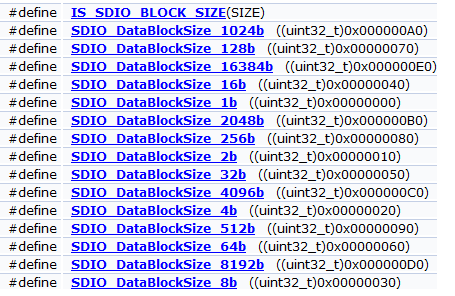 #define IS_SDIO_BLOCK_SIZE(SIZE)
#define SDIO_DataBlockSize_1024b ((uint32_t)0x000000A0)
#define SDIO_DataBlockSize_128b ((uint32_t)0x00000070)
#define SDIO_DataBlockSize_16384b ((uint32_t)0x000000E0)
#define SDIO_DataBlockSize_16b ((uint32_t)0x00000040)
#define SDIO_DataBlockSize_1b ((uint32_t)0x00000000)
#define SDIO_DataBlockSize_2048b ((uint32_t)0x000000B0)
#define SDIO_DataBlockSize_256b ((uint32_t)0x00000080)
#define SDIO_DataBlockSize_2b ((uint32_t)0x00000010)
#define SDIO_DataBlockSize_32b ((uint32_t)0x00000050)
#define SDIO_DataBlockSize_4096b ((uint32_t)0x000000C0)
#define SDIO_DataBlockSize_4b ((uint32_t)0x00000020)
#define SDIO_DataBlockSize_512b ((uint32_t)0x00000090)
#define SDIO_DataBlockSize_64b ((uint32_t)0x00000060)
#define SDIO_DataBlockSize_8192b ((uint32_t)0x000000D0)
#define SDIO_DataBlockSize_8b ((uint32_t)0x00000030)